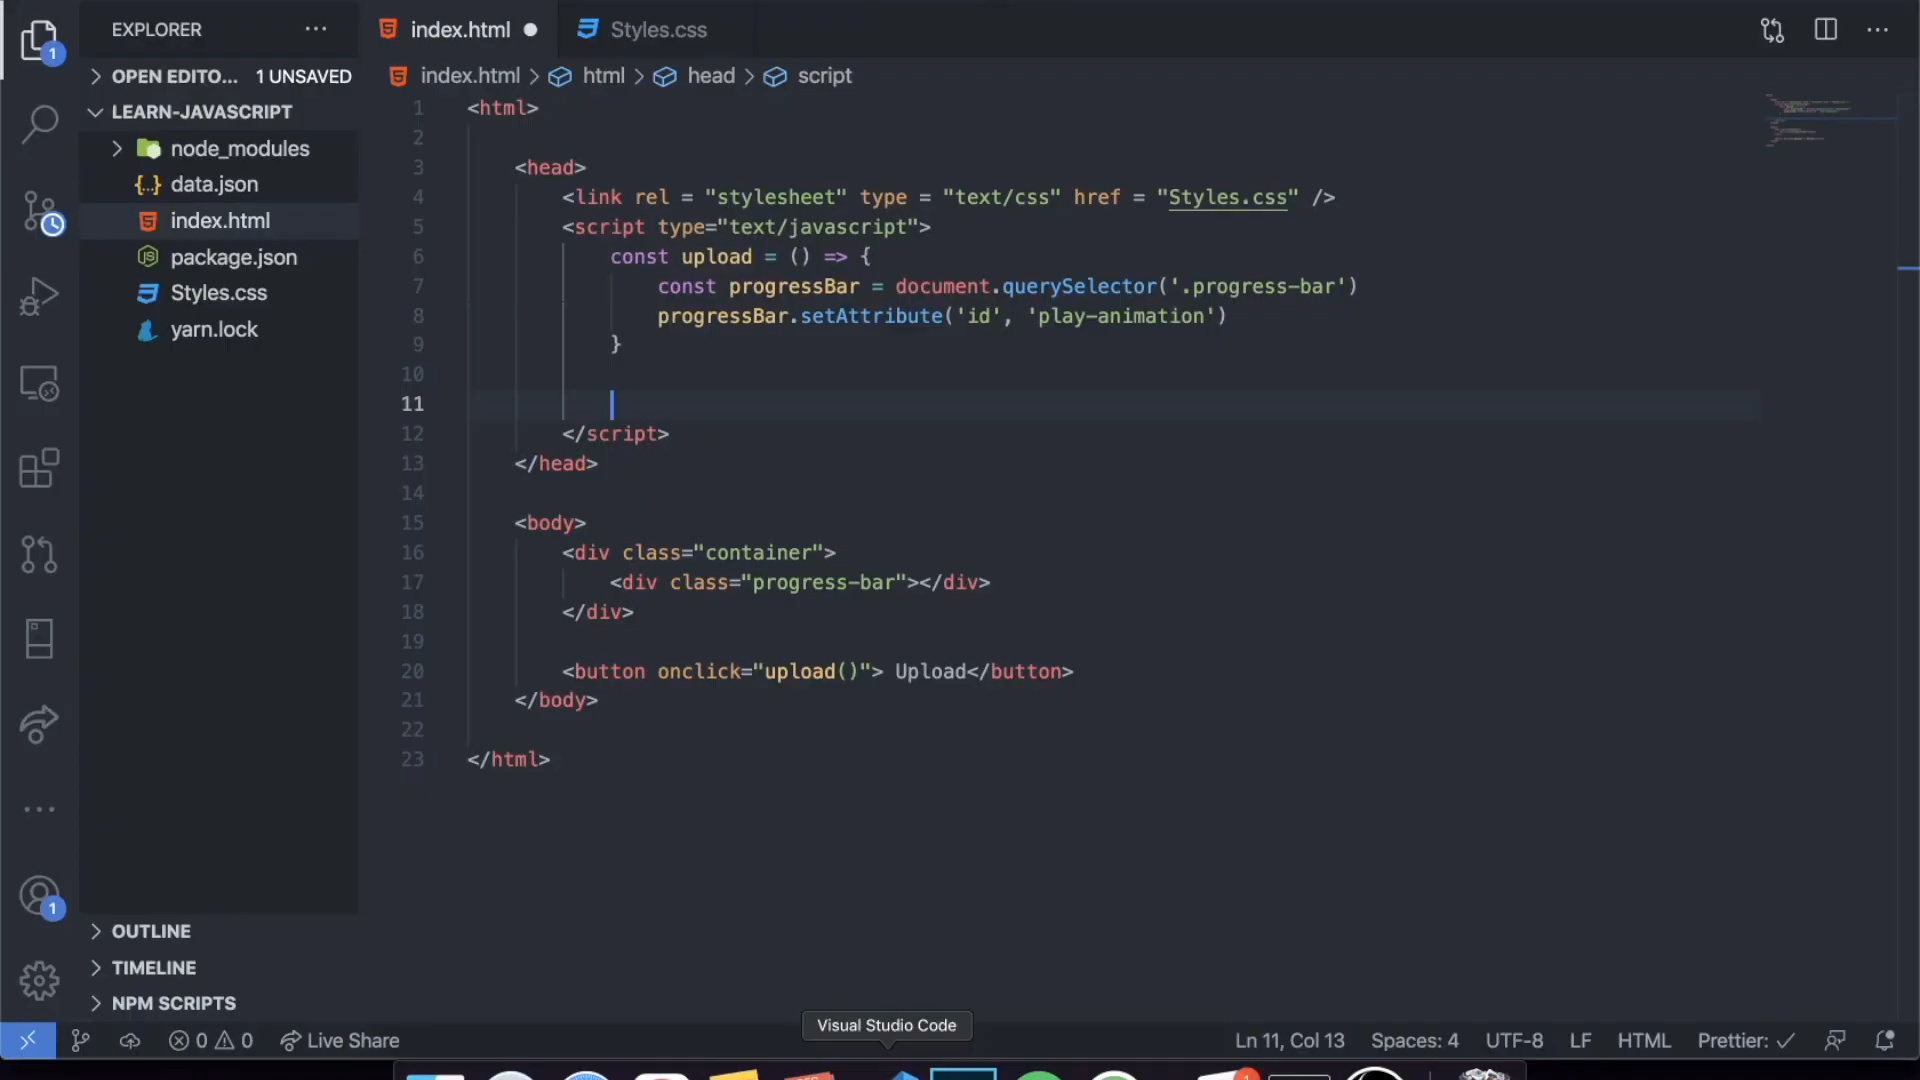 EXPLORER
index.html
Styles.css
OPEN EDITO... 1 UNSAVED
index.html > html > head > script
LEARN-JAVASCRIPT
node_modules
{..} data.json
index.html
package.json
Styles.css
yarn.lock
1 <html>
2
3 <head>
4 <link rel = "stylesheet" type = "text/css" href = "Styles.css" />
5 <script type="text/javascript">
6 const upload = () => {
7 const progressBar = document.querySelector('.progress-bar')
8 progressBar.setAttribute('id', 'play-animation')
9 }
10
11
12 </script>
13 </head>
14
15 <body>
16 <div class="container">
17 <div class="progress-bar"></div>
18 </div>
19
20 <button onclick="upload()"> Upload</button>
21 </body>
22
23 </html>
1
1
OUTLINE
TIMELINE
NPM SCRIPTS
Visual Studio Code
0 0 Live Share Ln 11, Col 13 Spaces: 4 UTF-8 LF HTML Prettier: ✓
1